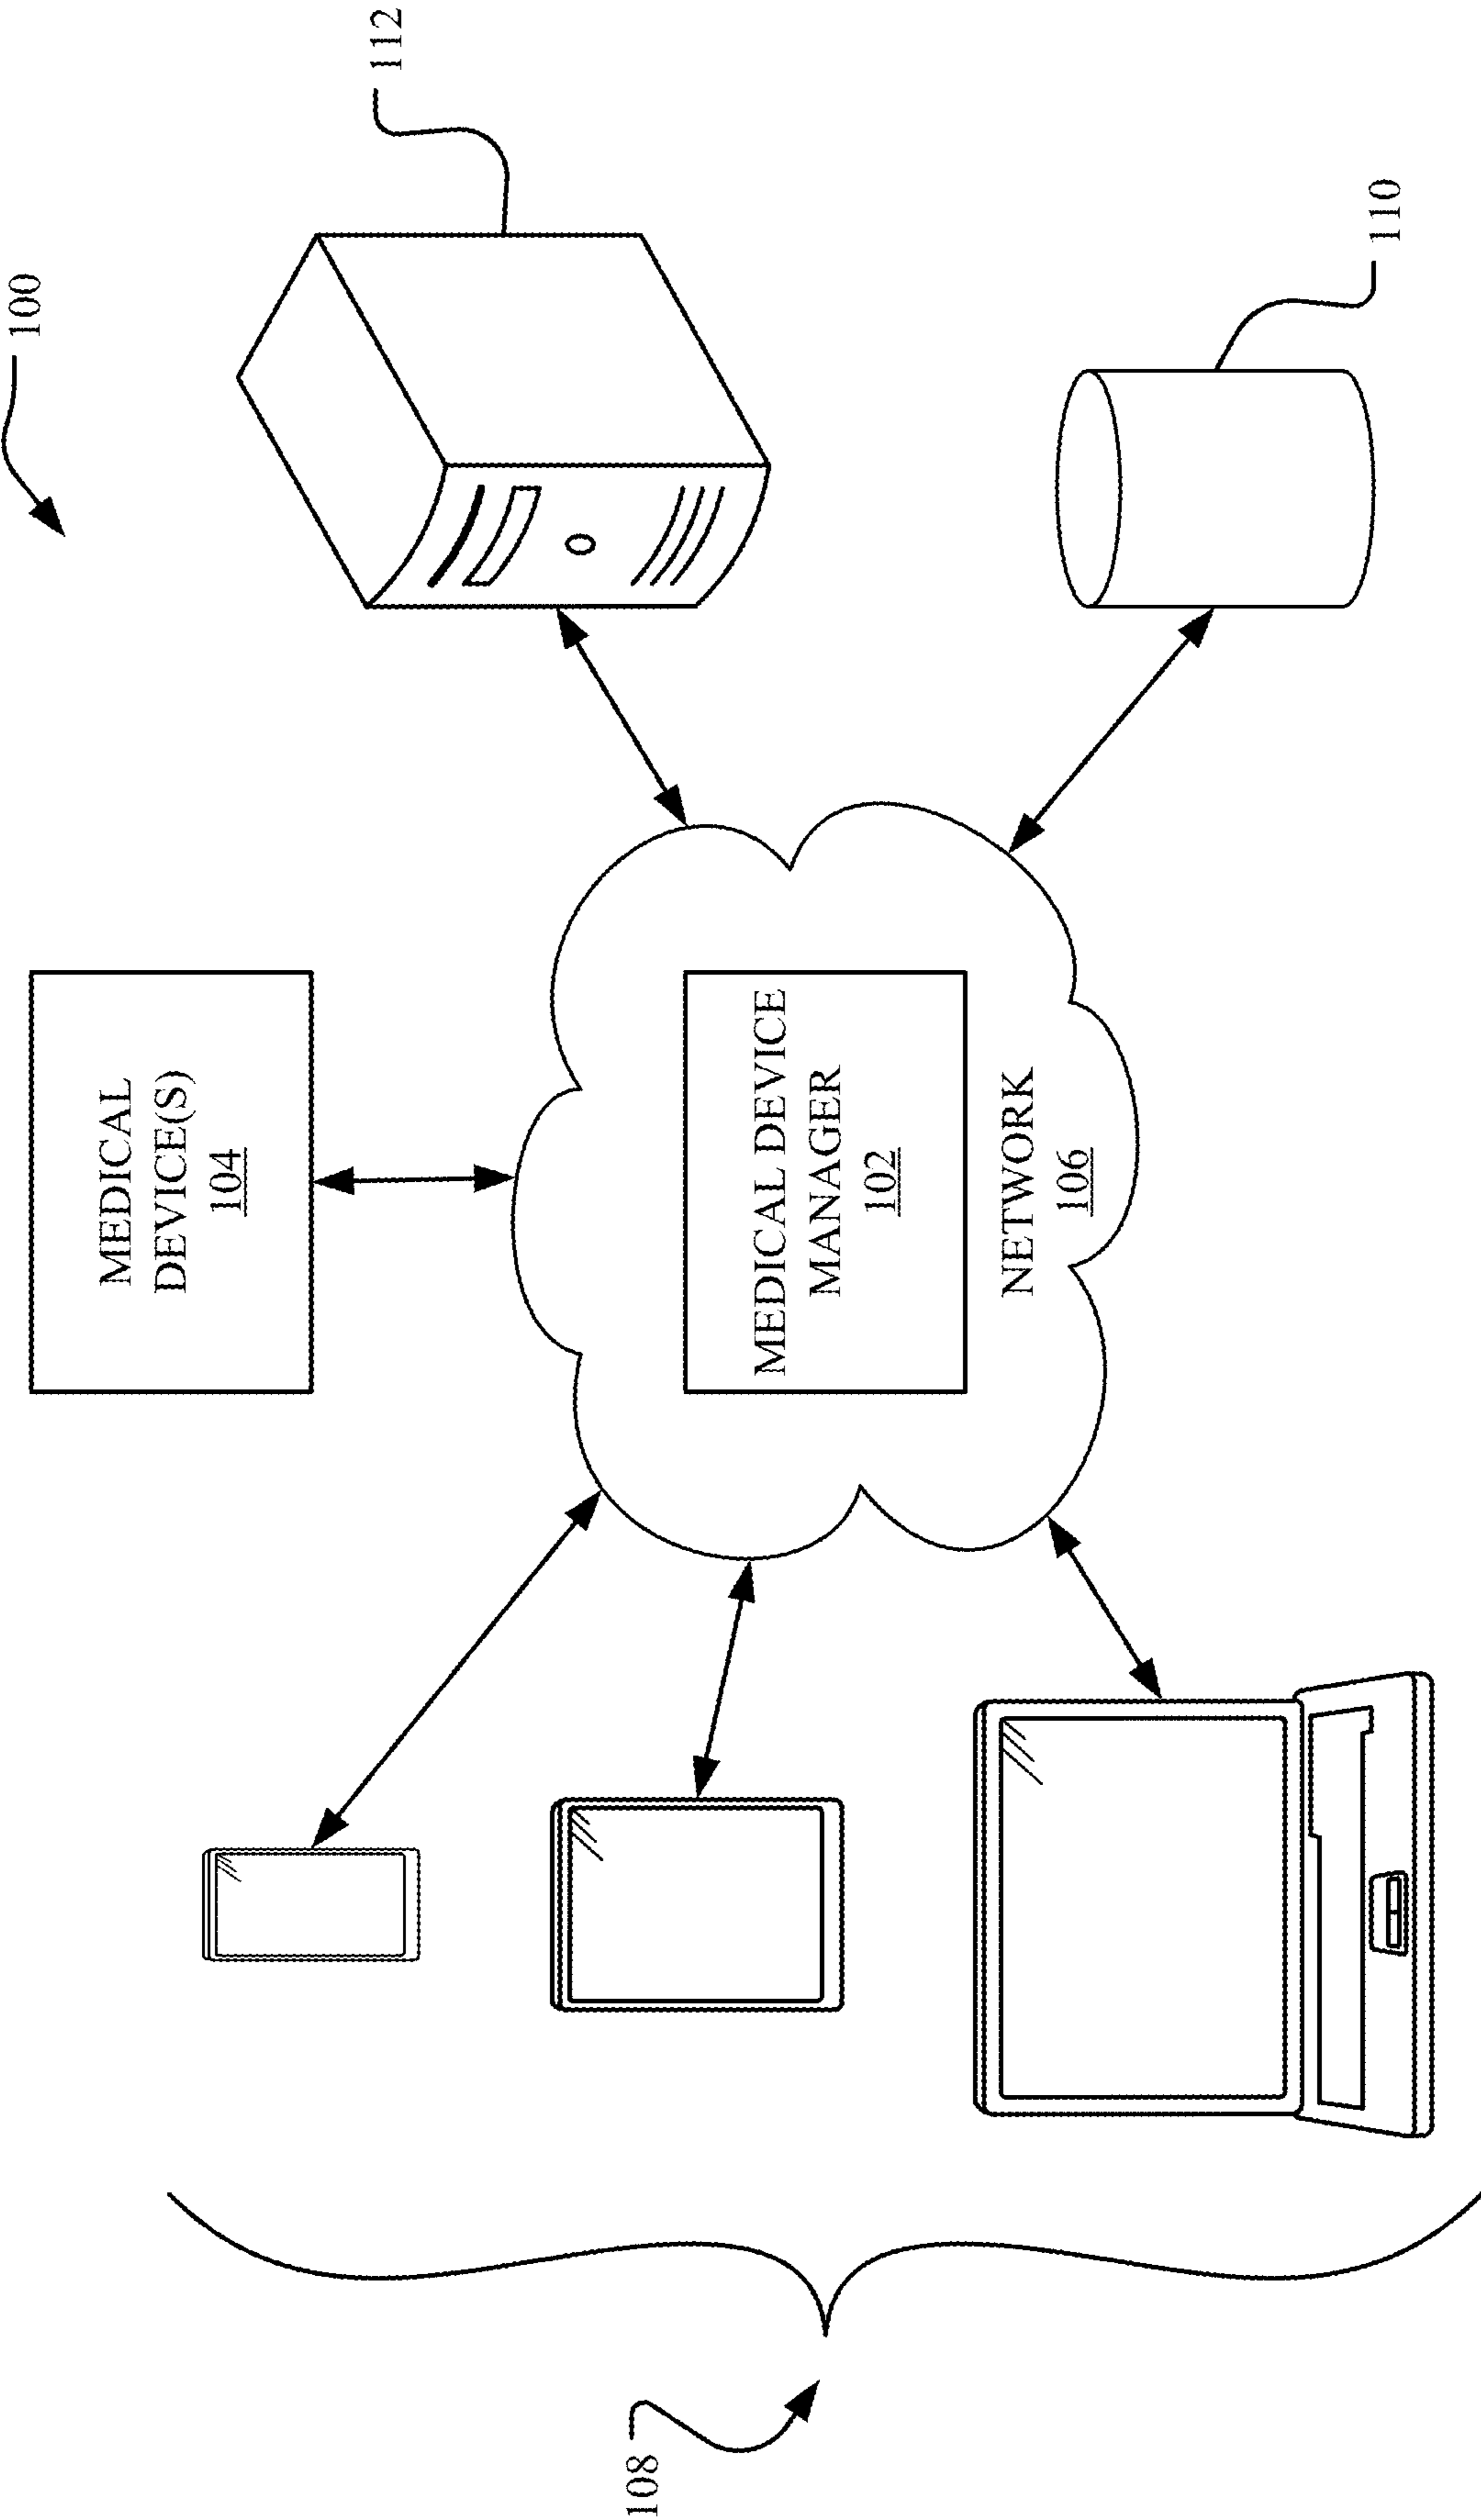 100
MEDICAL
DEVICE(S)
104
112
108
MEDICAL DEVICE
MANAGER
102
NETWORK
106
110